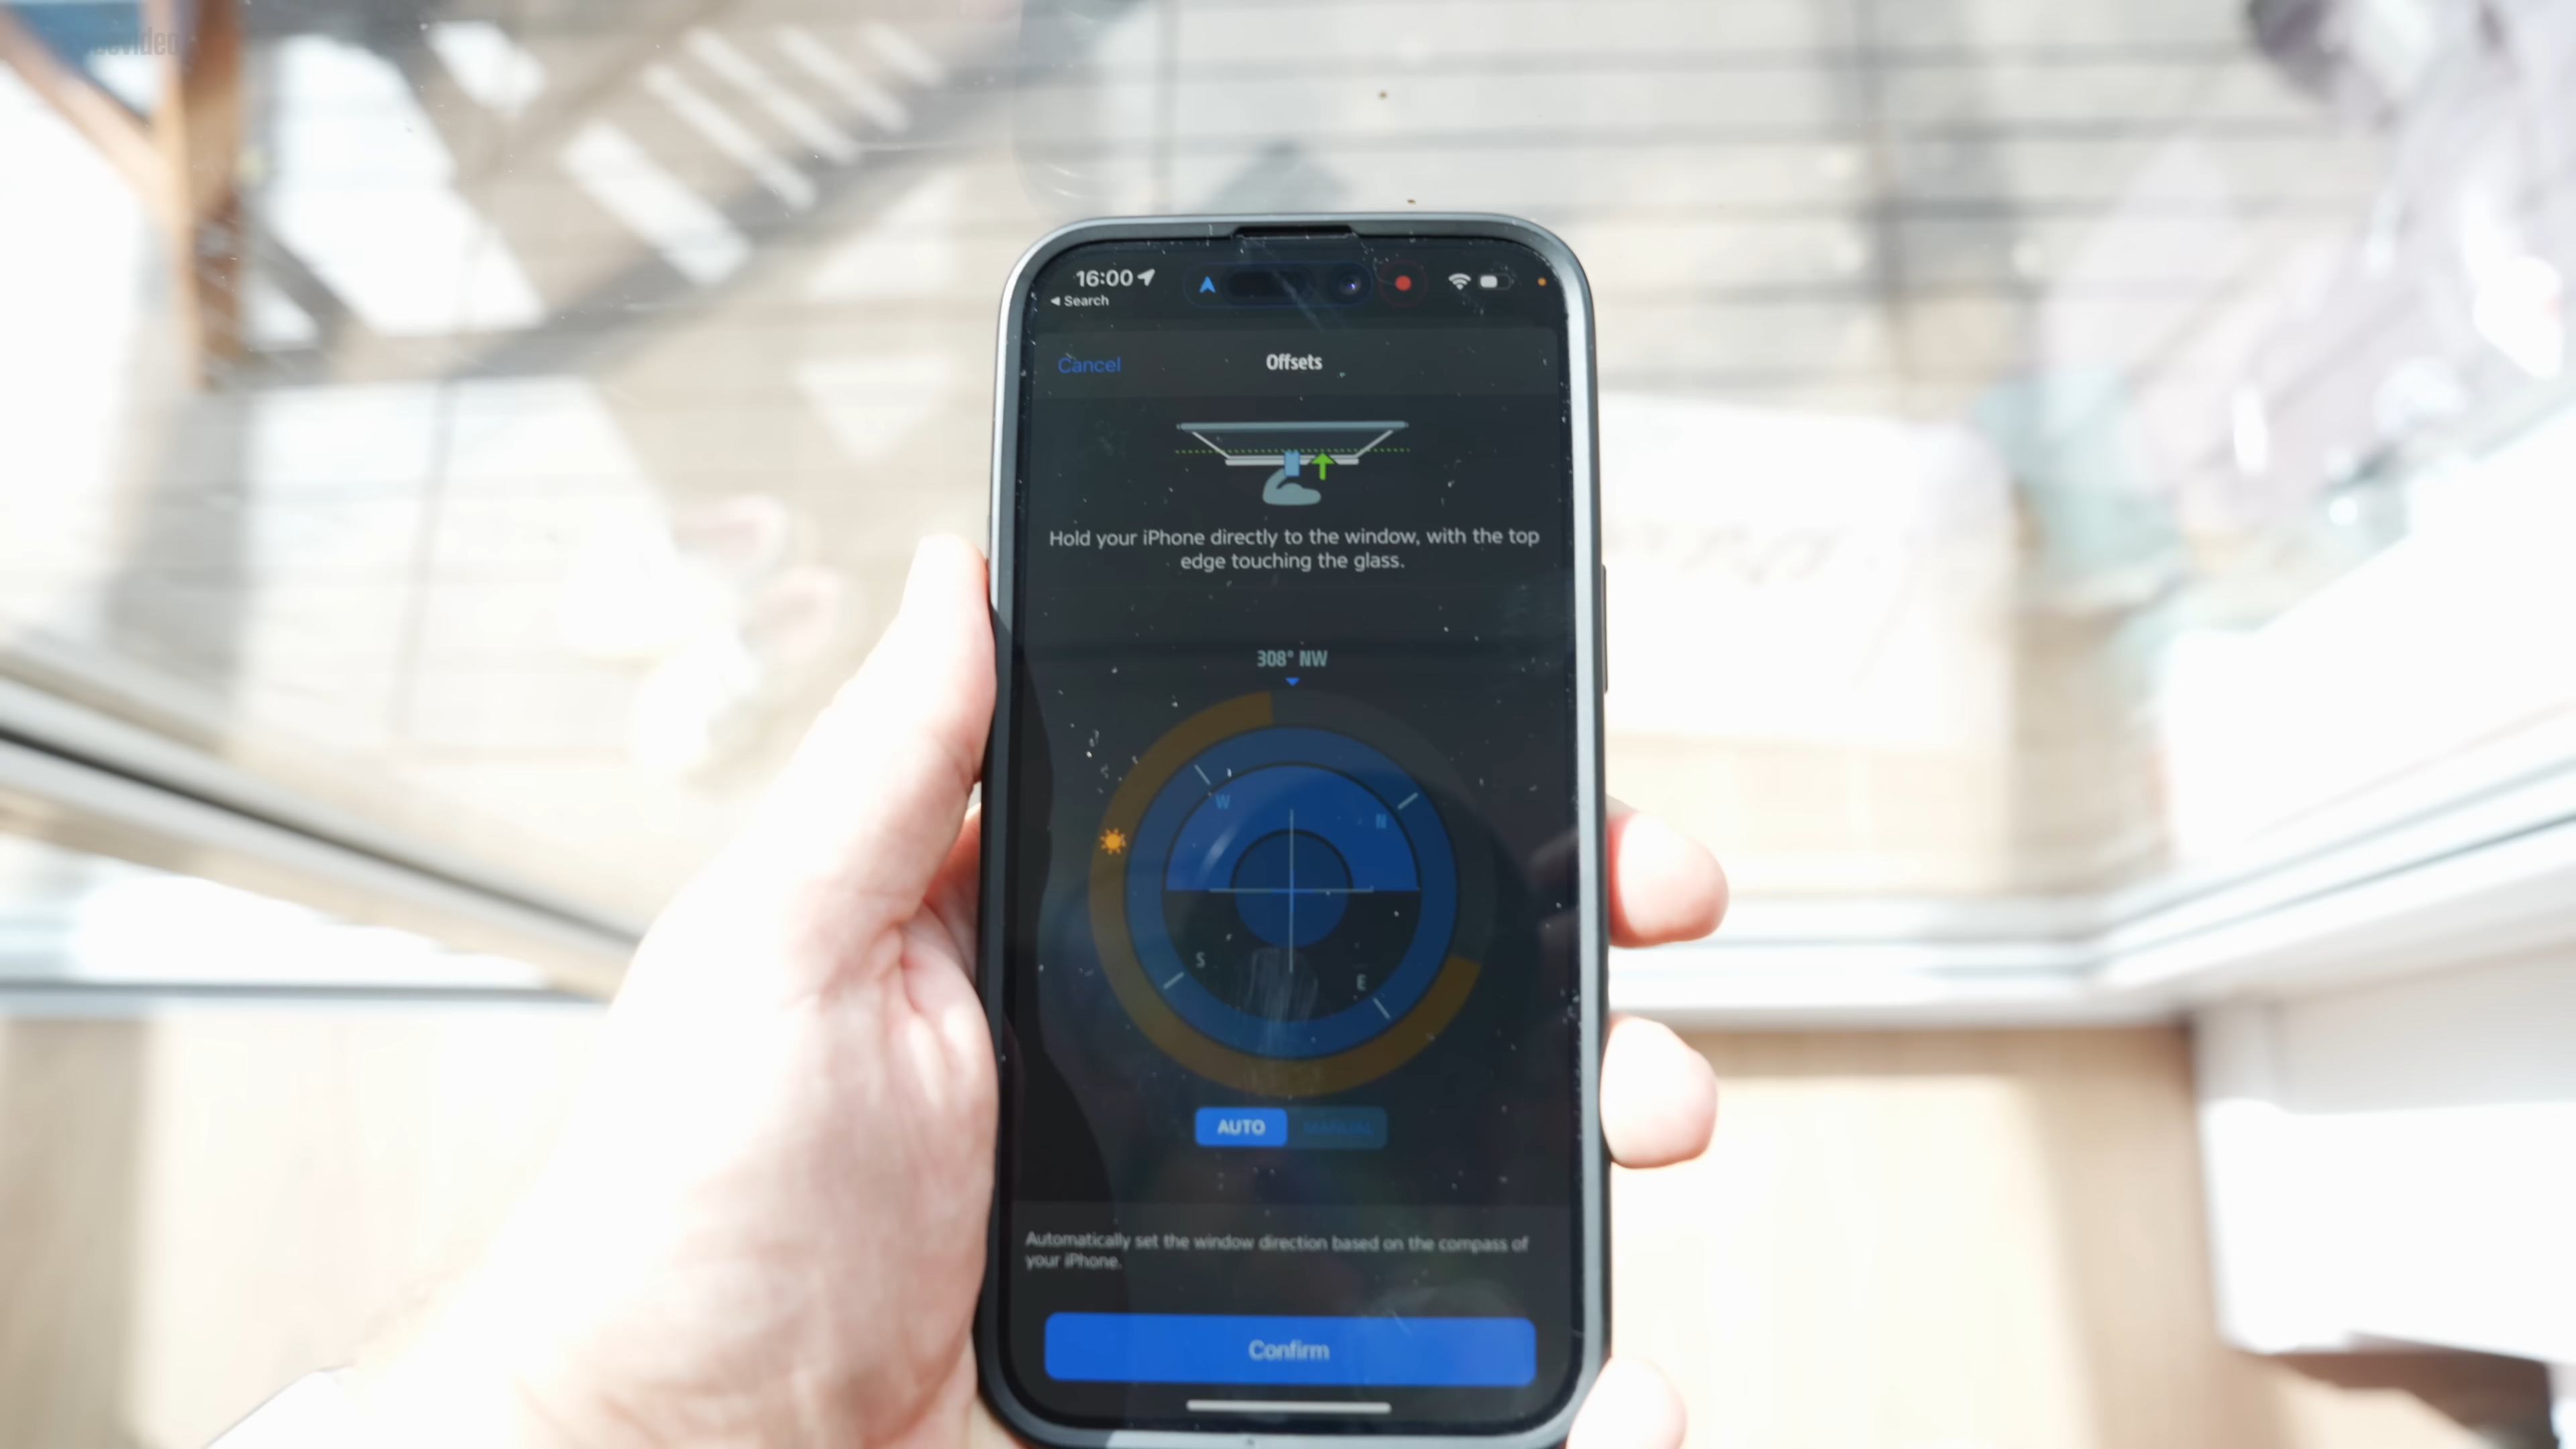 16:00
◀ Search
Cancel
Offsets
Hold your iPhone directly to the window, with the top
edge touching the glass.
308° NW
W
N
S
E
AUTO MANUAL
Automatically set the window direction based on the compass of
your iPhone.
Confirm